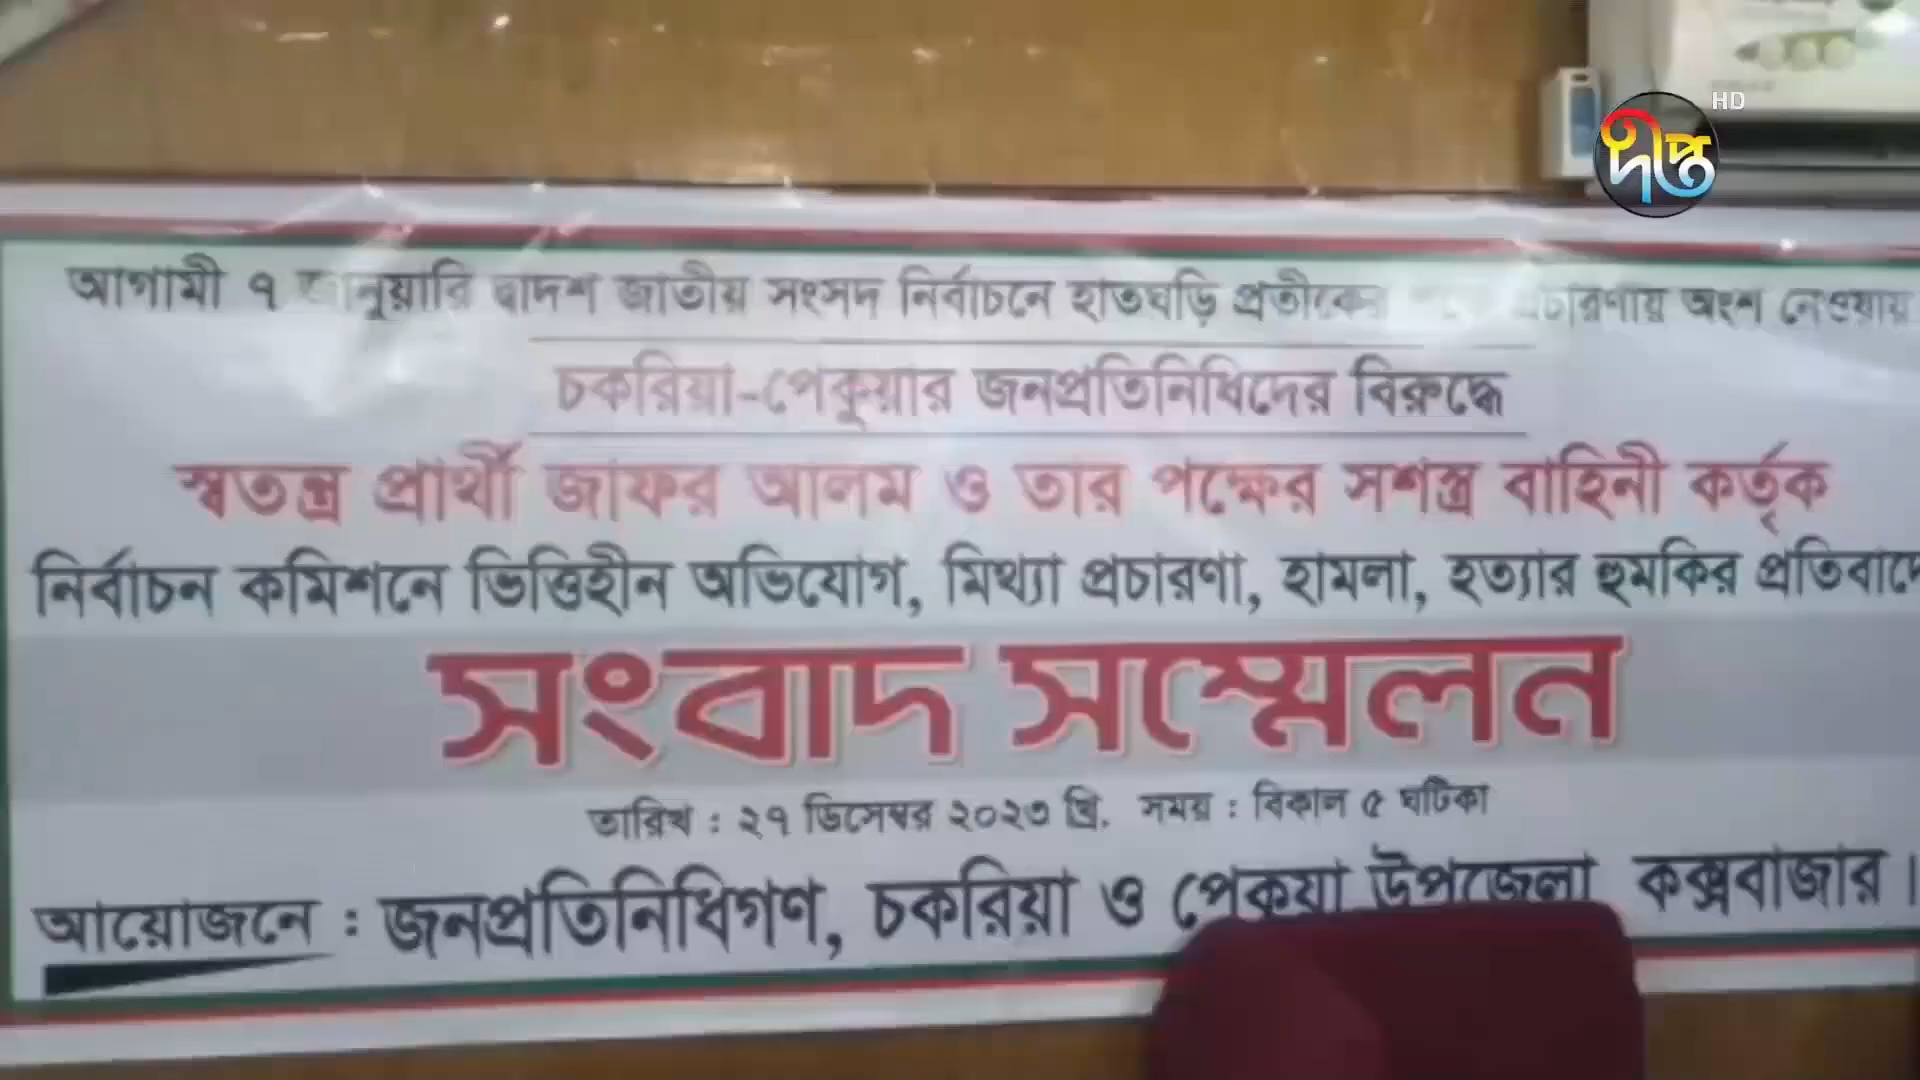 HD
দীপ্ত
আগামী ৭ জানুয়ারি দ্বাদশ জাতীয় সংসদ নির্বাচনে হাতঘড়ি প্রতীকের প্রচারণায় অংশ নেওয়ায়
চকরিয়া-পেকুয়ার জনপ্রতিনিধিদের বিরুদ্ধে
স্বতন্ত্র প্রার্থী জাফর আলম ও তার পক্ষের সশস্ত্র বাহিনী কর্তৃক
নির্বাচন কমিশনে ভিত্তিহীন অভিযোগ, মিথ্যা প্রচারণা, হামলা, হত্যার হুমকির প্রতিবাদে
সংবাদ সম্মেলন
তারিখ : ২৭ ডিসেম্বর ২০২৩ খ্রি. সময় : বিকাল ৫ ঘটিকা
আয়োজনে : জনপ্রতিনিধিগণ, চকরিয়া ও পেকুয়া উপজেলা কক্সবাজার।